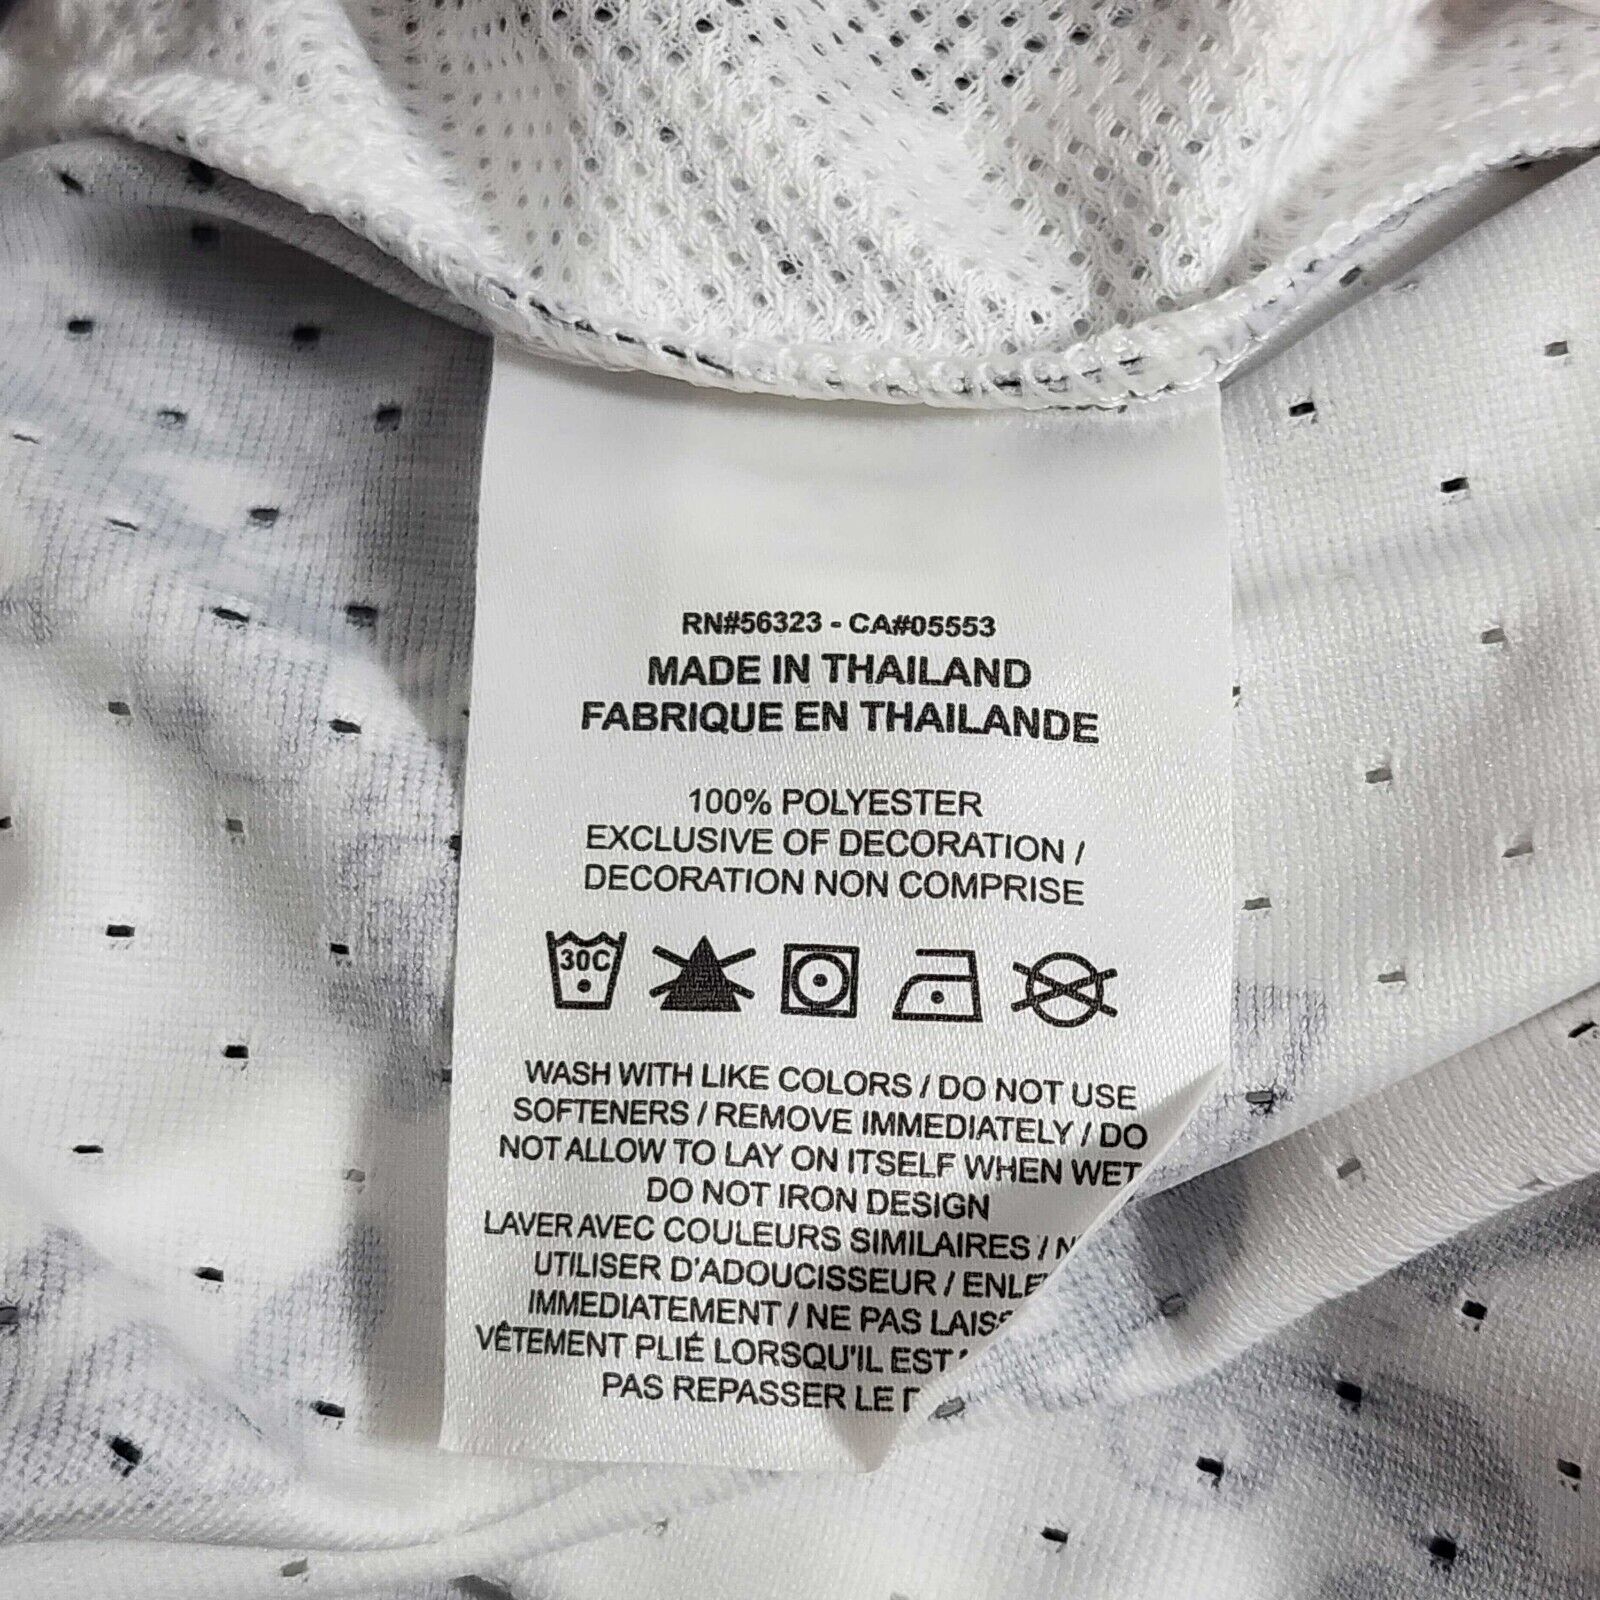 RN#56323 - CA#05553
MADE IN THAILAND
FABRIQUE EN THAILANDE
100% POLYESTER
EXCLUSIVE OF DECORATION /
DECORATION NON COMPRISE
30C
WASH WITH LIKE COLORS / DO NOT USE
SOFTENERS / REMOVE IMMEDIATELY / DO
NOT ALLOW TO LAY ON ITSELF WHEN WET
DO NOT IRON DESIGN
LAVER AVEC COULEURS SIMILAIRES /
UTILISER D'ADOUCISSEUR /
IMMEDIATEMENT / NE PAS
VÊTEMENT PLIÉ LORSQU'IL EST
PAS REPASSER LE